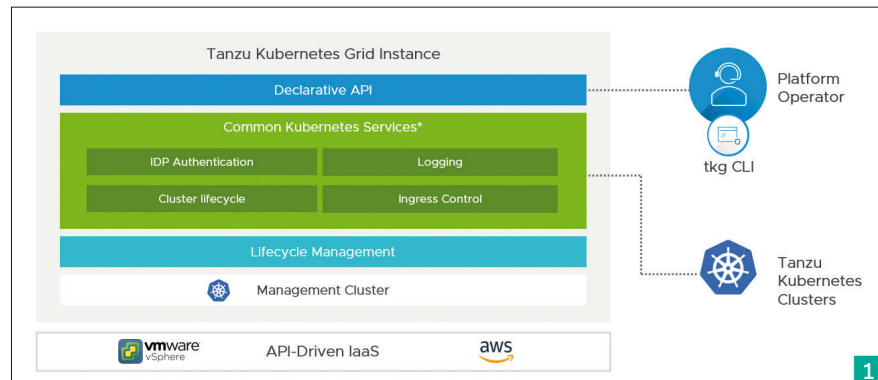 Tanzu Kubernetes Grid Instance
Declarative API
Common Kubernetes Services*
IDP Authentication
Logging
Cluster lifecycle
Ingress Control
Lifecycle Management
Management Cluster
vmware
vSphere
API-Driven IaaS
aws
Platform
Operator
tkg CLI
Tanzu
Kubernetes
Clusters
1